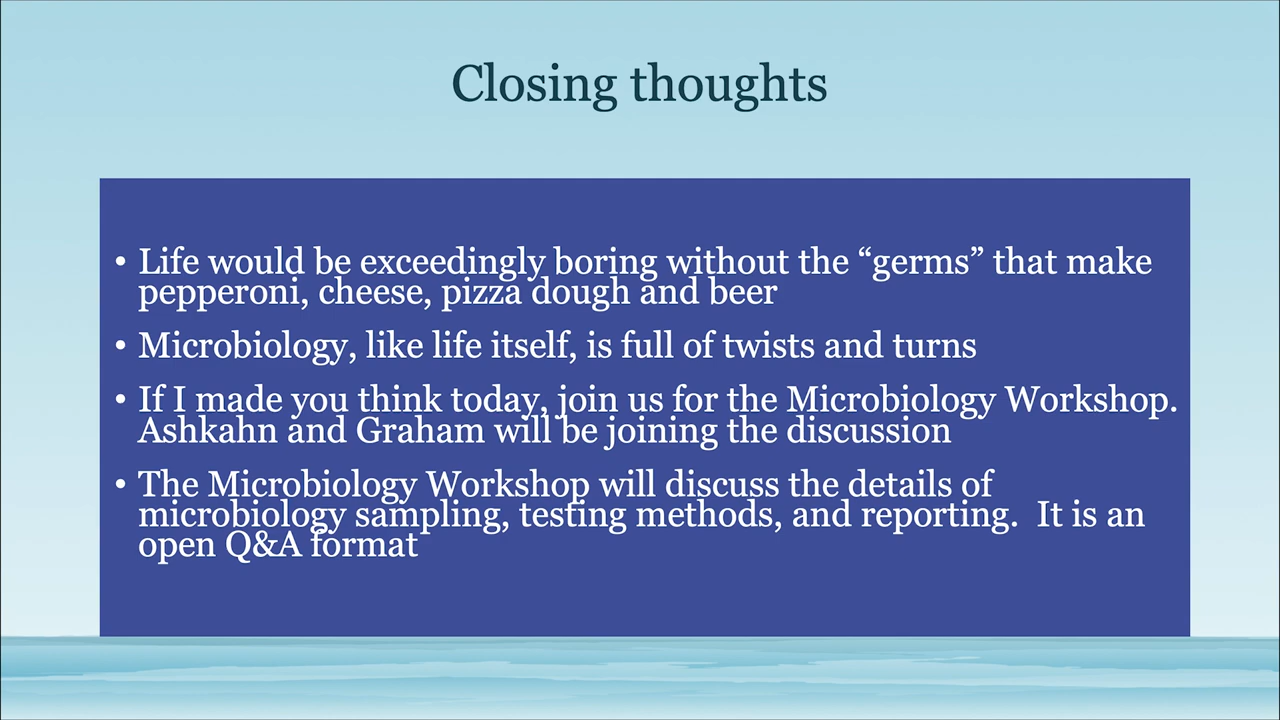 Closing thoughts
• Life would be exceedingly boring without the “germs” that make
pepperoni, cheese, pizza dough and beer
• Microbiology, like life itself, is full of twists and turns
• If I made you think today, join us for the Microbiology Workshop.
Ashkahn and Graham will be joining the discussion
• The Microbiology Workshop will discuss the details of
microbiology sampling, testing methods, and reporting.  It is an
open Q&A format